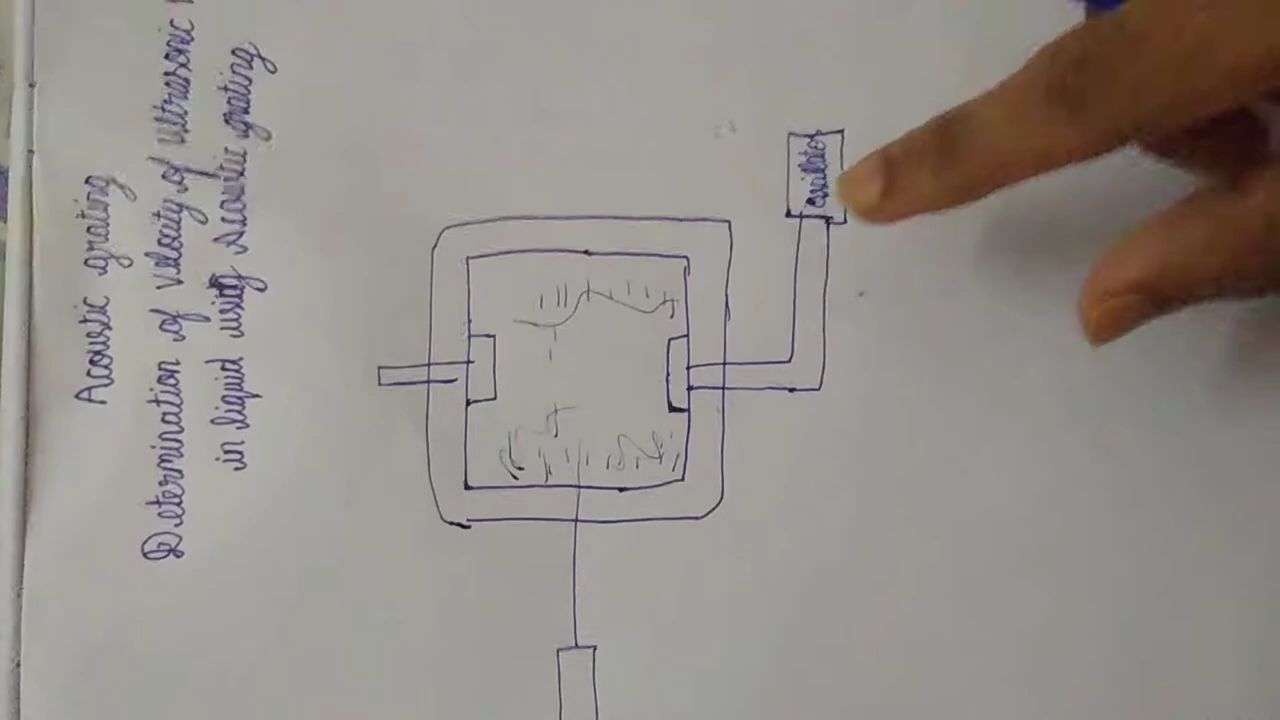 Acoustic grating
Determination of velocity of ultrasonic
in liquid using Acoustic grating
oscillator